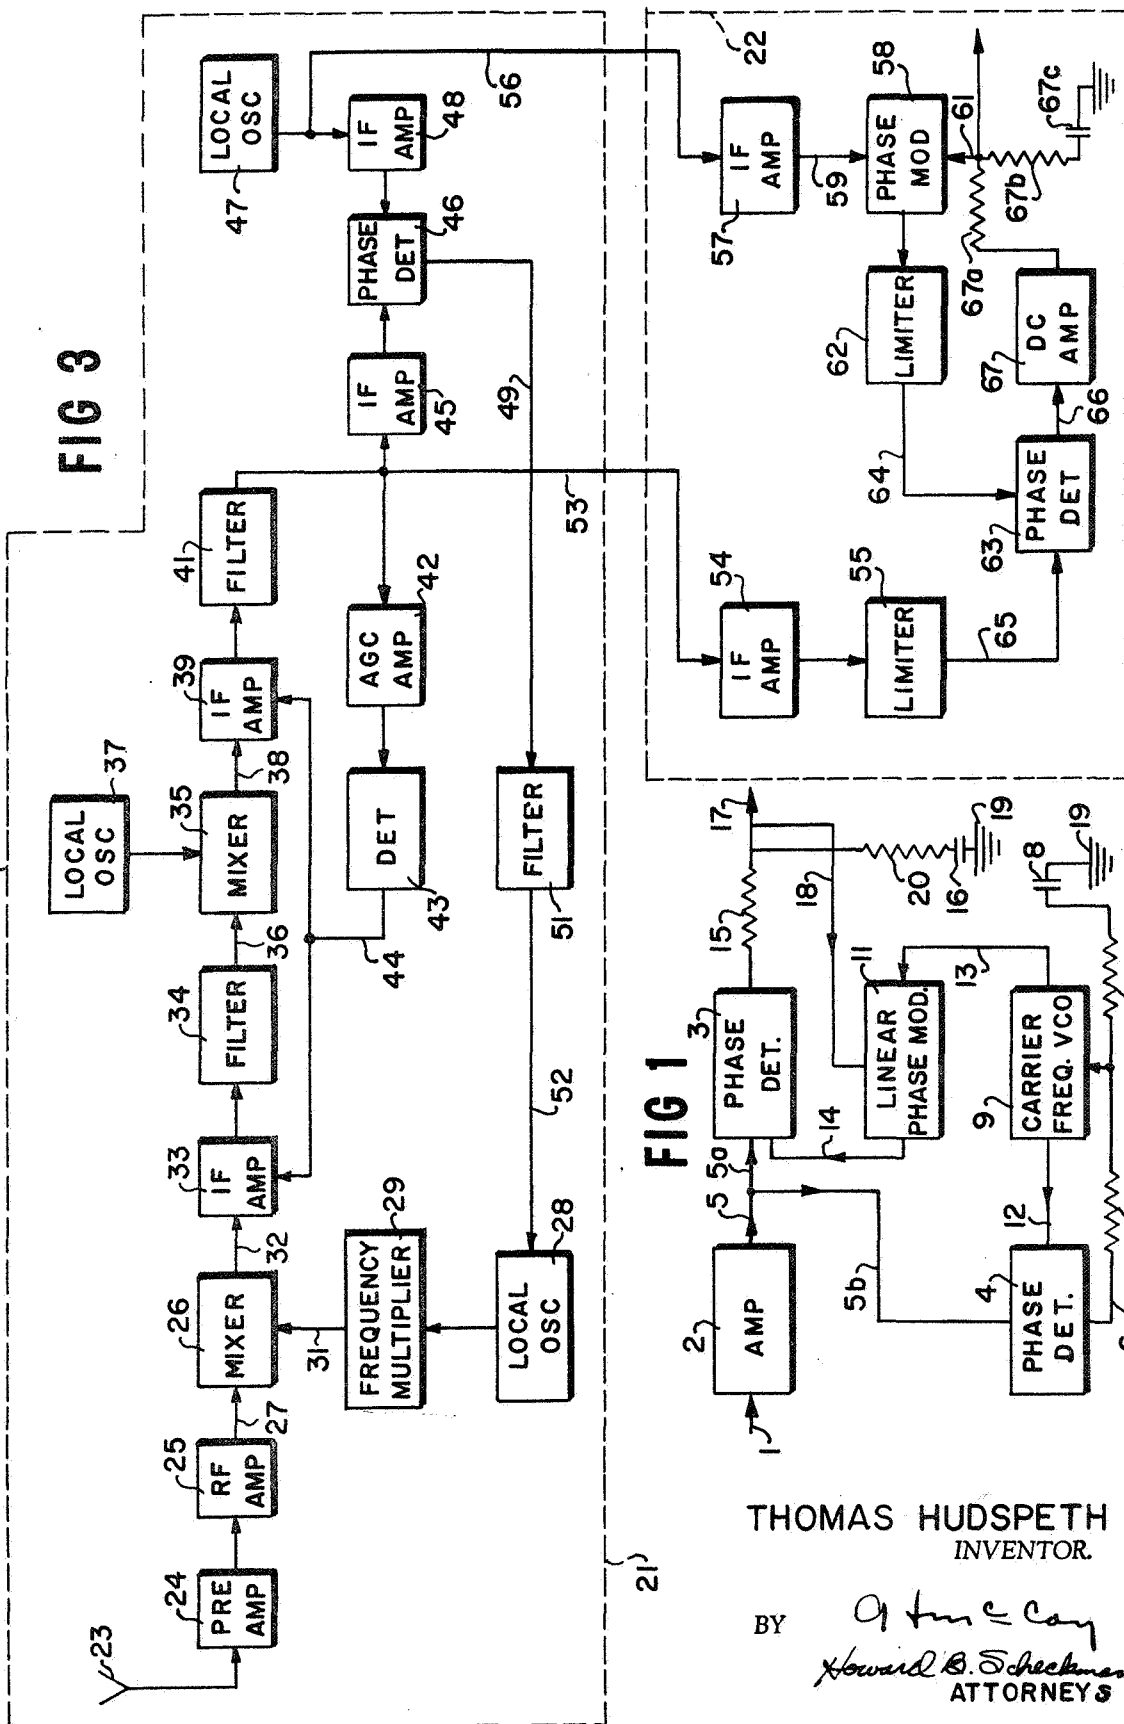 FIG 3
23
24
PRE
AMP
25
RF
AMP
27
26
MIXER
32
31
33
IF
AMP
34
FILTER
36
35
MIXER
37
LOCAL
OSC
38
39
IF
AMP
41
FILTER
29
FREQUENCY
MULTIPLIER
28
LOCAL
OSC
52
44
43
DET
42
AGC
AMP
51
FILTER
49
45
IF
AMP
46
PHASE
DET
48
IF
AMP
47
LOCAL
OSC
56
53
21
22
54
IF
AMP
55
LIMITER
65
57
IF
AMP
59
58
PHASE
MOD
61
62
LIMITER
64
63
PHASE
DET
66
67
DC
AMP
67a
67b
67c
FIG 1
1
2
AMP
5
5a
5b
3
PHASE
DET.
14
15
17
18
20
16
19
11
LINEAR
PHASE MOD.
13
4
PHASE
DET.
12
9
CARRIER
FREQ. VCO
8
19
THOMAS HUDSPETH
INVENTOR.
BY
Howard B.
ATTORNEYS